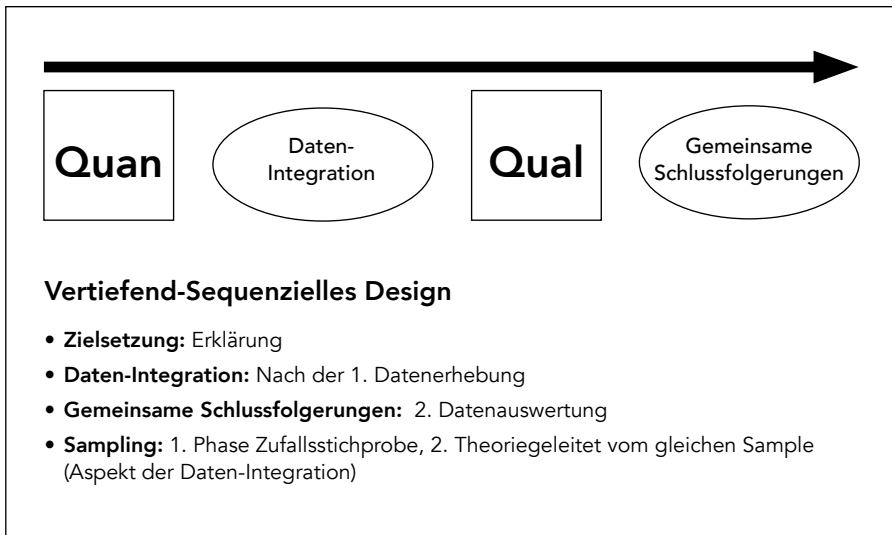 Quan
Daten-
Integration
Qual
Gemeinsame
Schlussfolgerungen
Vertiefend-Sequenzielles Design
• Zielsetzung: Erklärung
• Daten-Integration: Nach der 1. Datenerhebung
• Gemeinsame Schlussfolgerungen:  2. Datenauswertung
• Sampling: 1. Phase Zufallsstichprobe, 2. Theoriegeleitet vom gleichen Sample
(Aspekt der Daten-Integration)